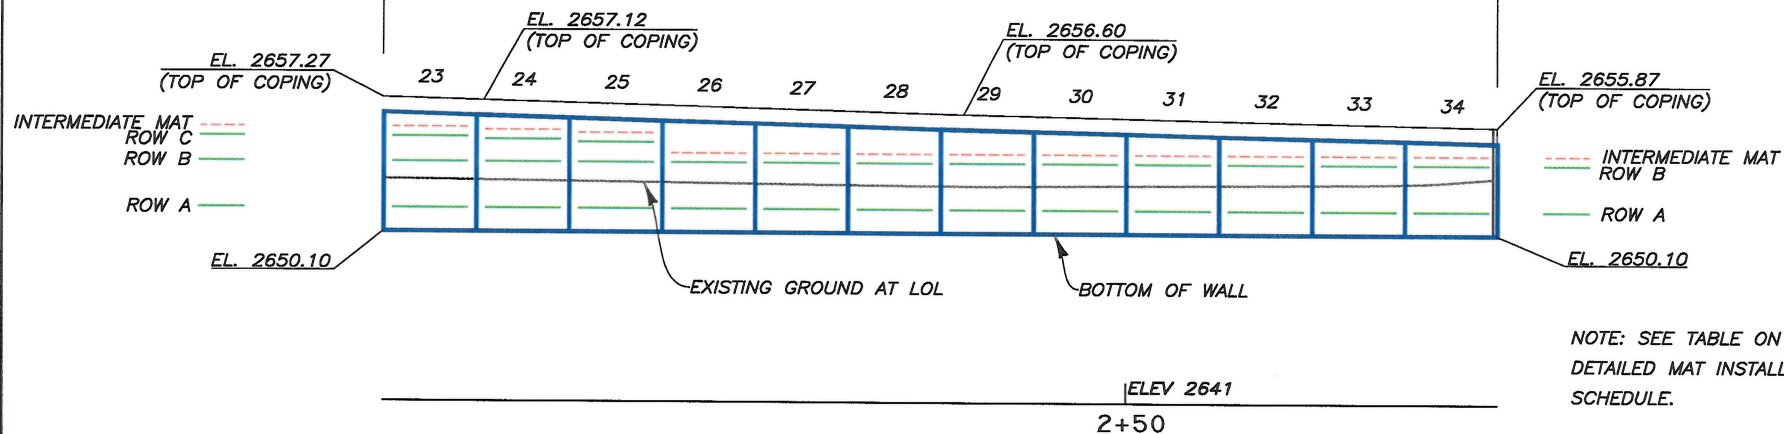 EL. 2657.12
(TOP OF COPING)
EL. 2656.60
(TOP OF COPING)
EL. 2657.27
(TOP OF COPING)
EL. 2655.87
(TOP OF COPING)
23 24 25 26 27 28 29 30 31 32 33 34
INTERMEDIATE MAT
ROW C
ROW B
ROW A
INTERMEDIATE MAT
ROW B
ROW A
EL. 2650.10
EL. 2650.10
EXISTING GROUND AT LOL
BOTTOM OF WALL
NOTE: SEE TABLE ON
DETAILED MAT INSTALL
SCHEDULE.
ELEV 2641
2+50